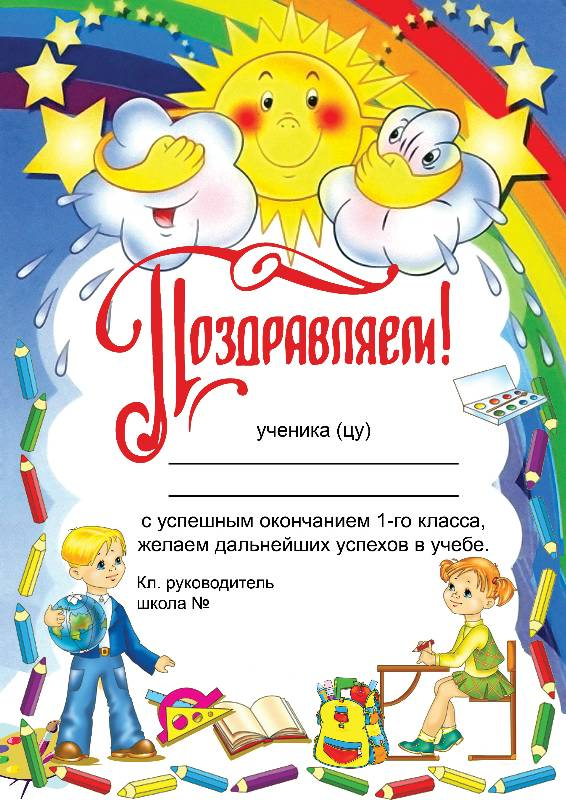 Поздравляем!
ученика (цу)
с успешным окончанием 1-го класса,
желаем дальнейших успехов в учебе.
Кл. руководитель
школа №